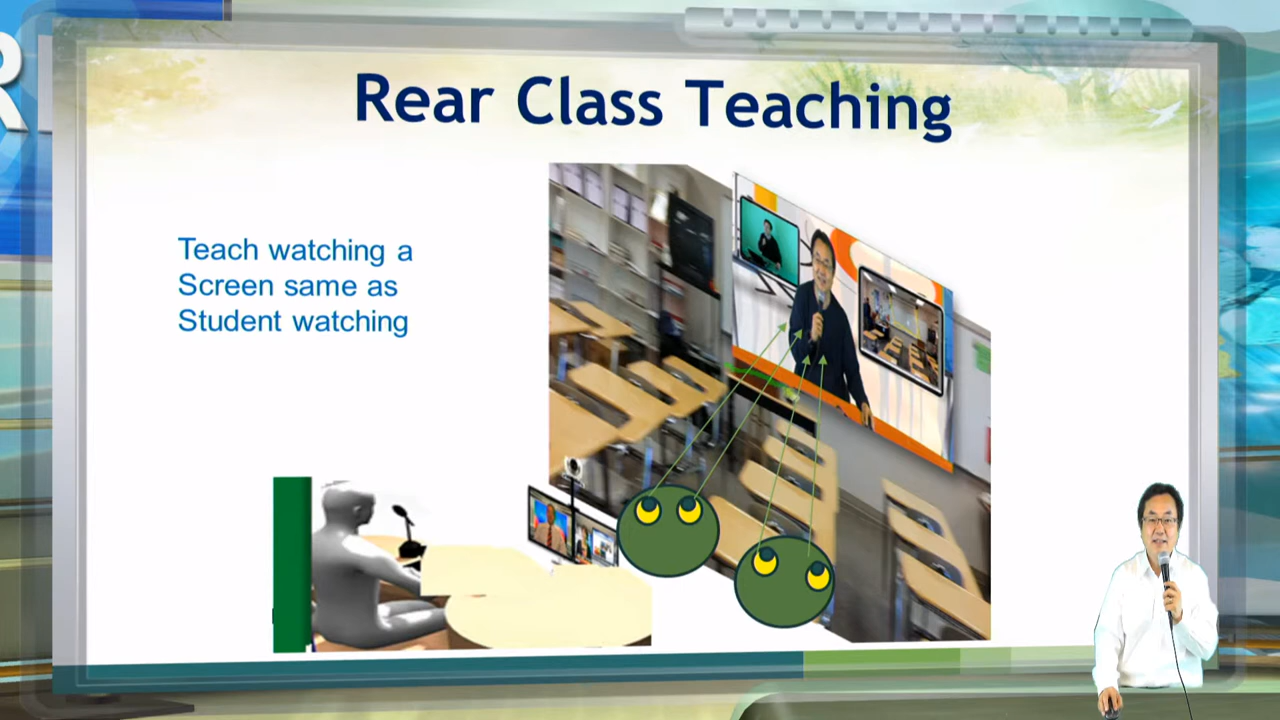 R
Rear Class Teaching
Teach watching a
Screen same as
Student watching